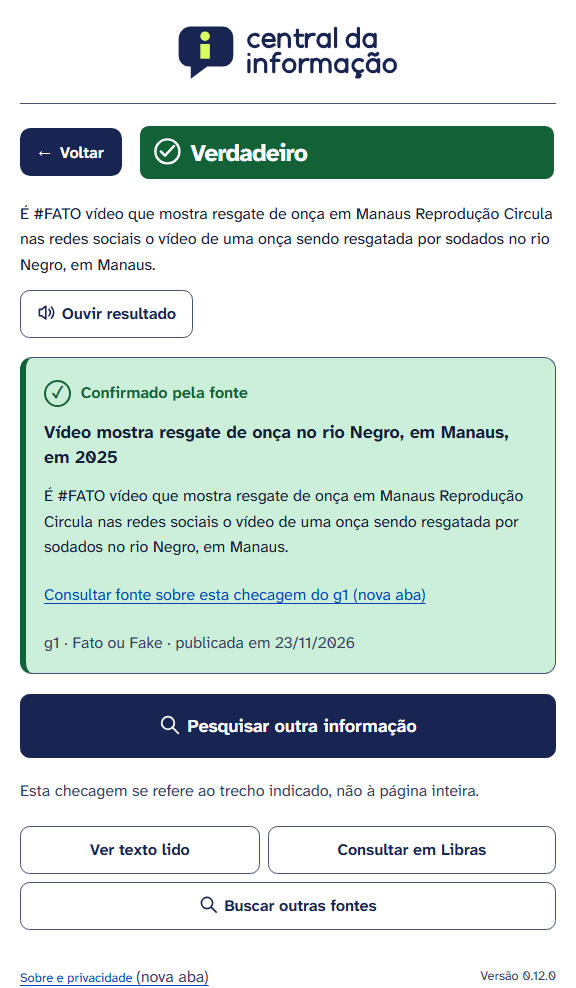 central da
informação
← Voltar
Verdadeiro
É #FATO vídeo que mostra resgate de onça em Manaus Reprodução Circula
nas redes sociais o vídeo de uma onça sendo resgatada por sodados no rio
Negro, em Manaus.
Ouvir resultado
Confirmado pela fonte
Vídeo mostra resgate de onça no rio Negro, em Manaus,
em 2025
É #FATO vídeo que mostra resgate de onça em Manaus Reprodução
Circula nas redes sociais o vídeo de uma onça sendo resgatada por
sodados no rio Negro, em Manaus.
Consultar fonte sobre esta checagem do g1 (nova aba)
g1 · Fato ou Fake · publicada em 23/11/2026
Pesquisar outra informação
Esta checagem se refere ao trecho indicado, não à página inteira.
Ver texto lido
Consultar em Libras
Buscar outras fontes
Sobre e privacidade (nova aba)
Versão 0.12.0